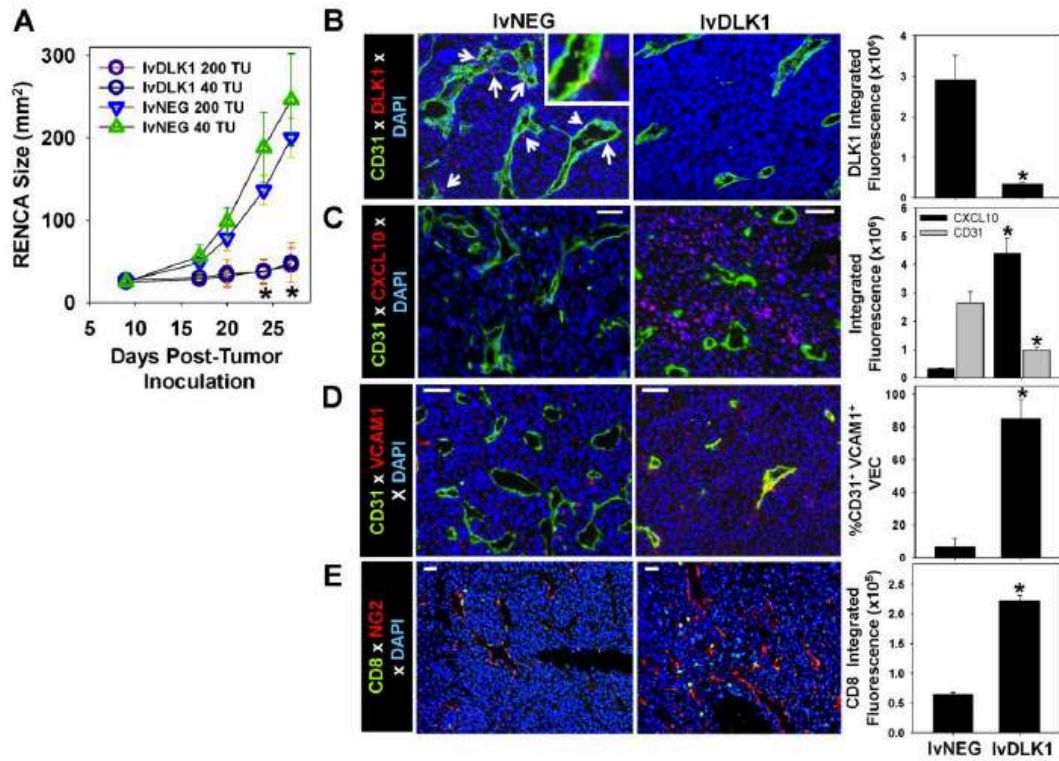 A
RENCA Size (mm²)
300
200
100
0
5 10 15 20 25
Days Post-Tumor
Inoculation
lvDLK1 200 TU
lvDLK1 40 TU
lvNEG 200 TU
lvNEG 40 TU
* *
B
lvNEG
lvDLK1
CD31 x DLK1 x
DAPI
DLK1 Integrated
Fluorescence (x10⁶)
4
3
2
1
0
*
C
CD31 x CXCL10 x
DAPI
Integrated
Fluorescence (x10⁶)
6
5
4
3
2
1
0
CXCL10
CD31
*
*
D
CD31 x VCAM1
X DAPI
%CD31⁺ VCAM1⁺
VEC
100
80
60
40
20
0
*
E
CD8 x NG2
x DAPI
CD8 Integrated
Fluorescence (x10⁵)
2.5
2.0
1.5
1.0
0.5
0.0
*
lvNEG lvDLK1